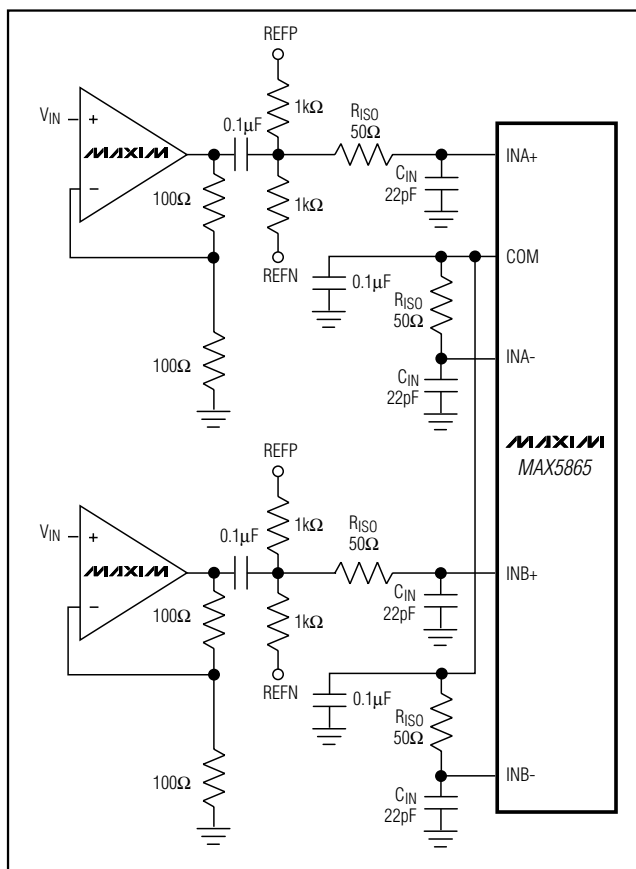 REFP
V_IN
+
MAXIM
−
0.1µF
1kΩ
R_ISO
50Ω
INA+
C_IN
22pF
100Ω
1kΩ
REFN
0.1µF
COM
R_ISO
50Ω
INA-
C_IN
22pF
100Ω
MAXIM
MAX5865
REFP
V_IN
+
MAXIM
−
0.1µF
1kΩ
R_ISO
50Ω
INB+
C_IN
22pF
100Ω
1kΩ
REFN
0.1µF
R_ISO
50Ω
INB-
C_IN
22pF
100Ω